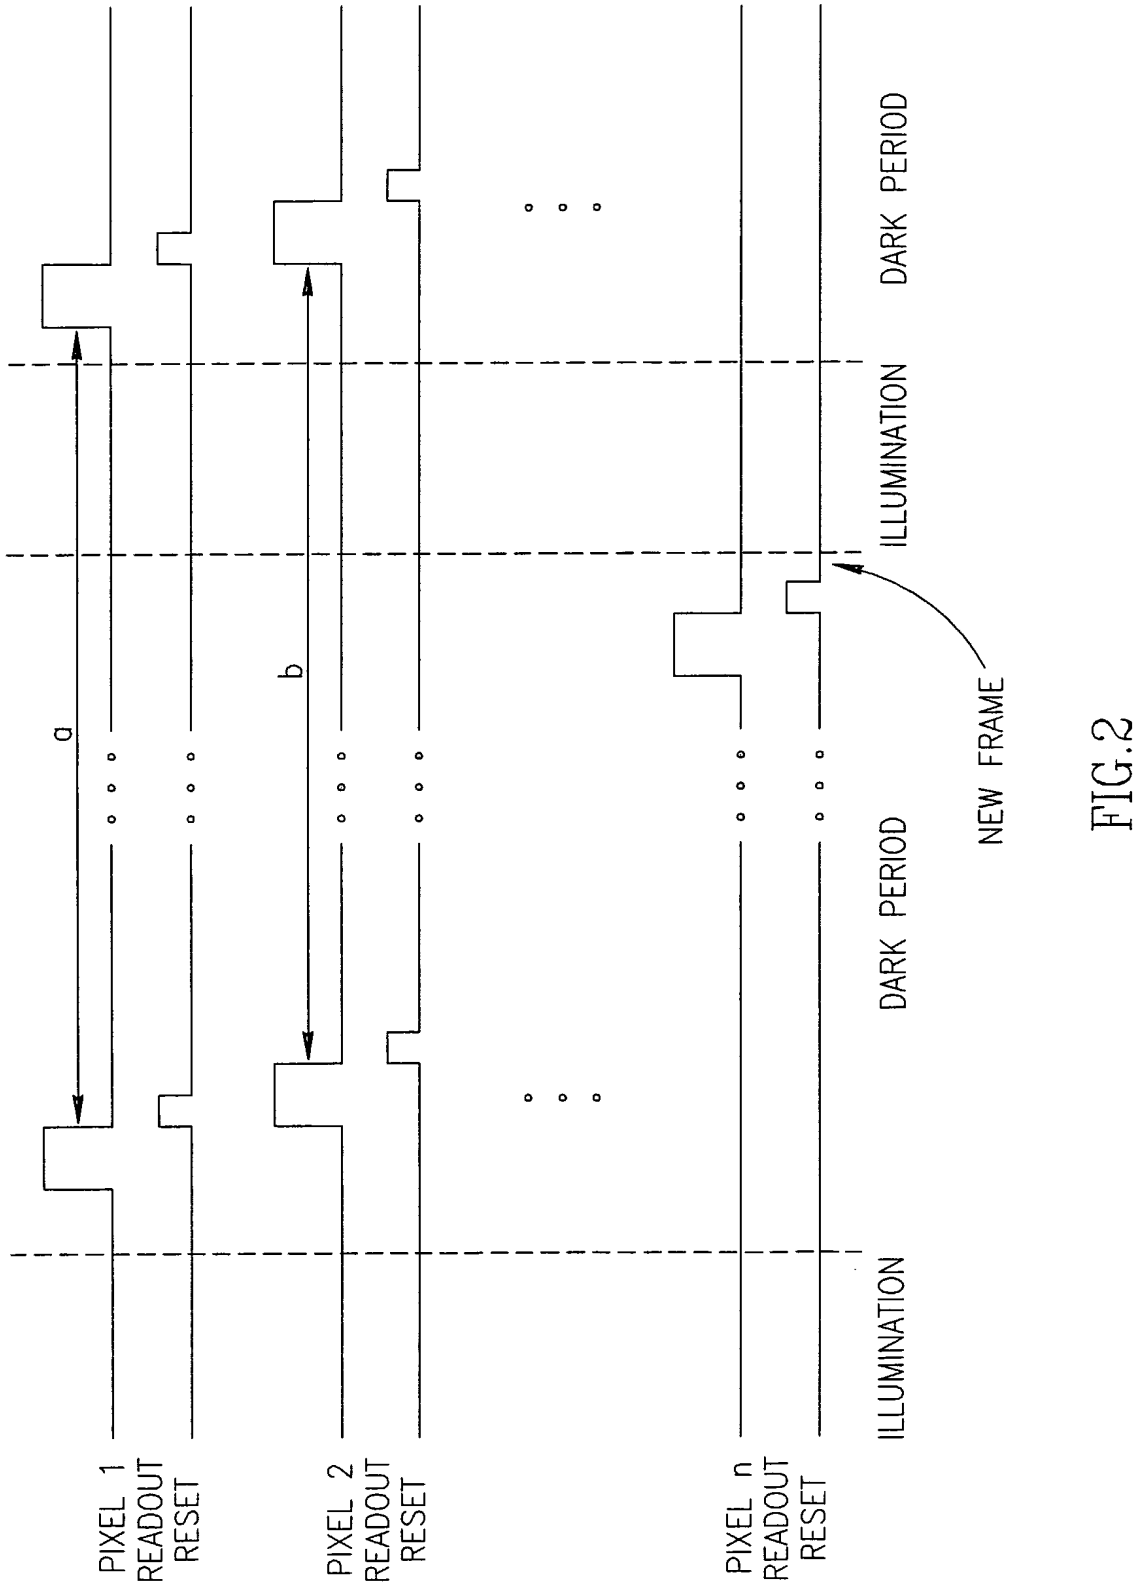 PIXEL 1
READOUT
RESET
a
PIXEL 2
READOUT
RESET
b
PIXEL n
READOUT
RESET
ILLUMINATION
DARK PERIOD
ILLUMINATION
DARK PERIOD
NEW FRAME
FIG.2